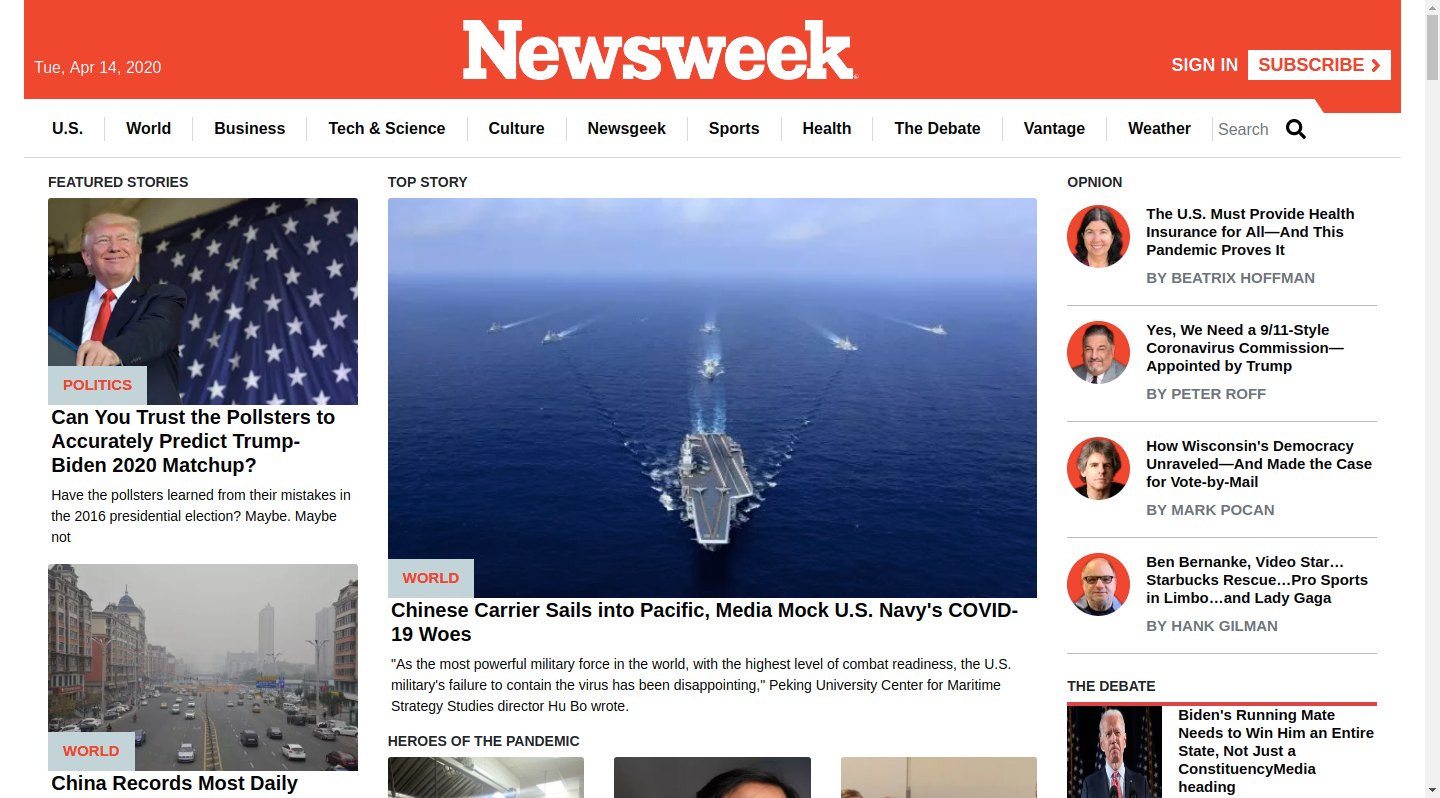 Tue, Apr 14, 2020
Newsweek
SIGN IN
SUBSCRIBE
U.S.
World
Business
Tech & Science
Culture
Newsgeek
Sports
Health
The Debate
Vantage
Weather
Search
FEATURED STORIES
POLITICS
Can You Trust the Pollsters to
Accurately Predict Trump-
Biden 2020 Matchup?
Have the pollsters learned from their mistakes in
the 2016 presidential election? Maybe. Maybe
not
WORLD
China Records Most Daily
TOP STORY
WORLD
Chinese Carrier Sails into Pacific, Media Mock U.S. Navy's COVID-
19 Woes
"As the most powerful military force in the world, with the highest level of combat readiness, the U.S.
military's failure to contain the virus has been disappointing," Peking University Center for Maritime
Strategy Studies director Hu Bo wrote.
HEROES OF THE PANDEMIC
OPNION
The U.S. Must Provide Health
Insurance for All—And This
Pandemic Proves It
BY BEATRIX HOFFMAN
Yes, We Need a 9/11-Style
Coronavirus Commission—
Appointed by Trump
BY PETER ROFF
How Wisconsin's Democracy
Unraveled—And Made the Case
for Vote-by-Mail
BY MARK POCAN
Ben Bernanke, Video Star…
Starbucks Rescue…Pro Sports
in Limbo…and Lady Gaga
BY HANK GILMAN
THE DEBATE
Biden's Running Mate
Needs to Win Him an Entire
State, Not Just a
ConstituencyMedia
heading